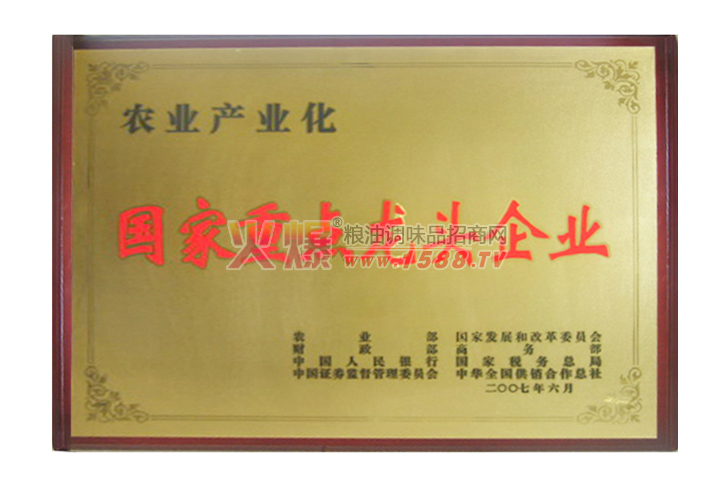 农业产业化
国家重点龙头企业
火爆®粮油调味品招商网
www.1588.TV
农业部 国家发展和改革委员会
财政部 商务部
中国人民银行 国家税务总局
中国证券监督管理委员会 中华全国供销合作总社
二〇〇七年六月